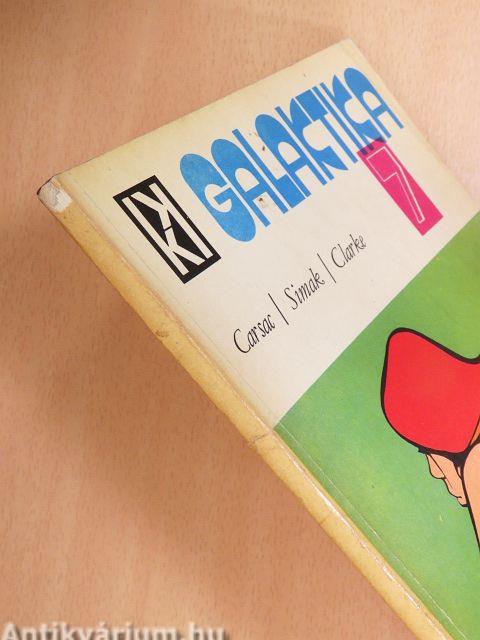 GALAKTIKA
7
Carsac / Simak / Clarke
Antikvárium.hu